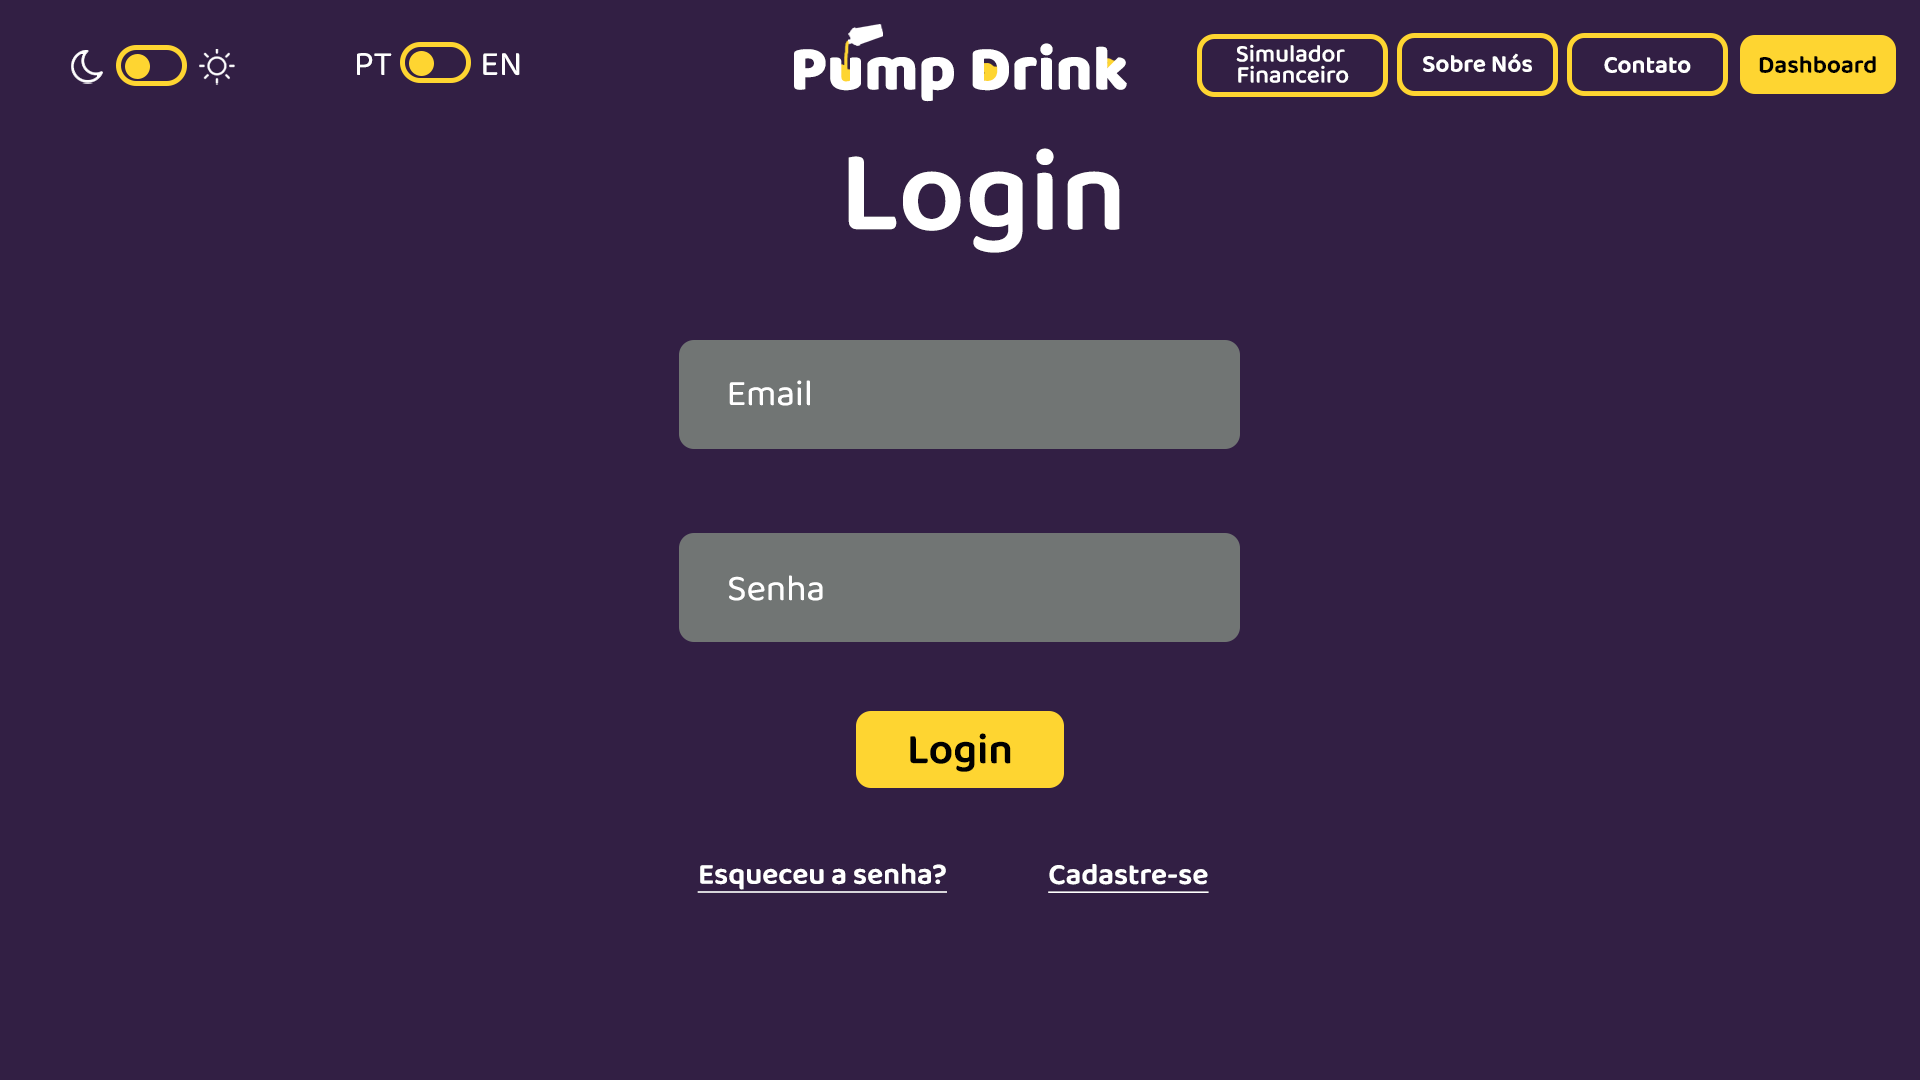 PT EN
Pump Drink
Simulador
Financeiro
Sobre Nós
Contato
Dashboard
Login
Email
Senha
Login
Esqueceu a senha?
Cadastre-se